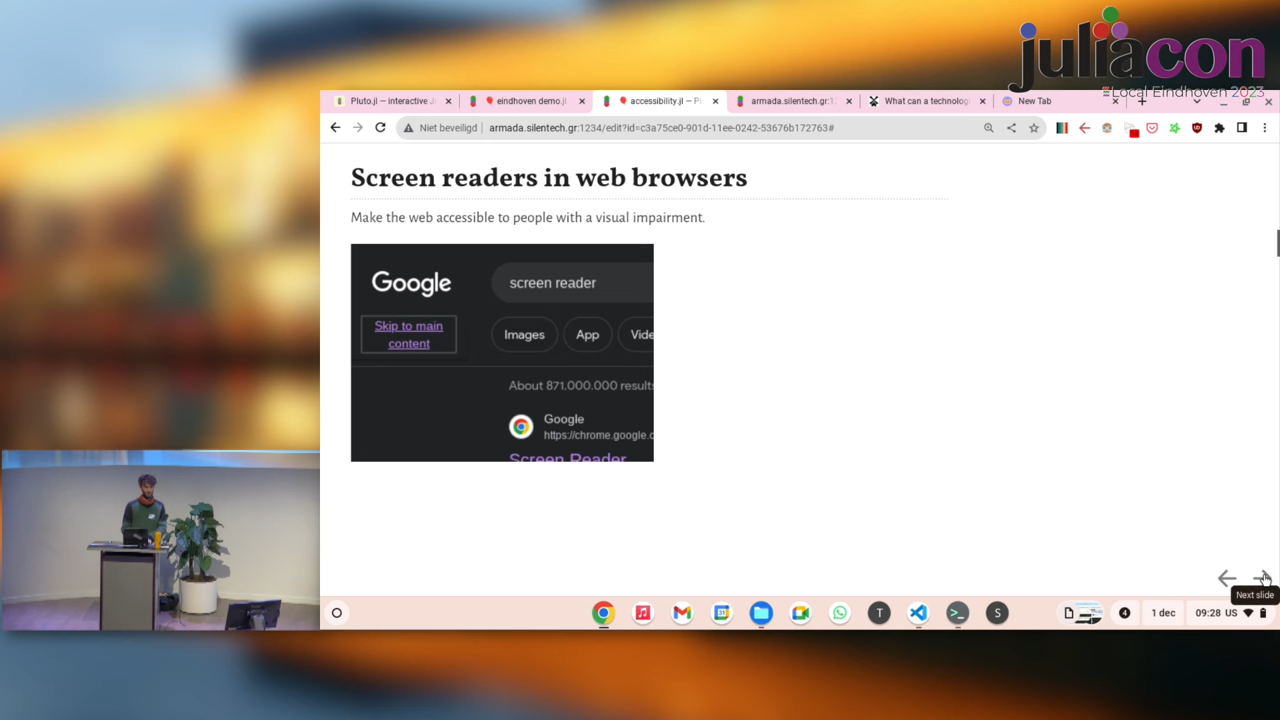 juliacon
Local Eindhoven 2023
Pluto.jl — interactive J
eindhoven demo.jl
accessibility.jl — Pl
armada.silentech.gr:1
What can a technolog
New Tab
Niet beveiligd
armada.silentech.gr:1234/edit?id=c3a75ce0-901d-11ee-0242-53676b172763#
Screen readers in web browsers
Make the web accessible to people with a visual impairment.
Google
screen reader
Skip to main
content
Images
App
Vide
About 871.000.000 results
Google
https://chrome.google.c
Screen Reader
Next slide
T
S
4
1 dec
09:28 US